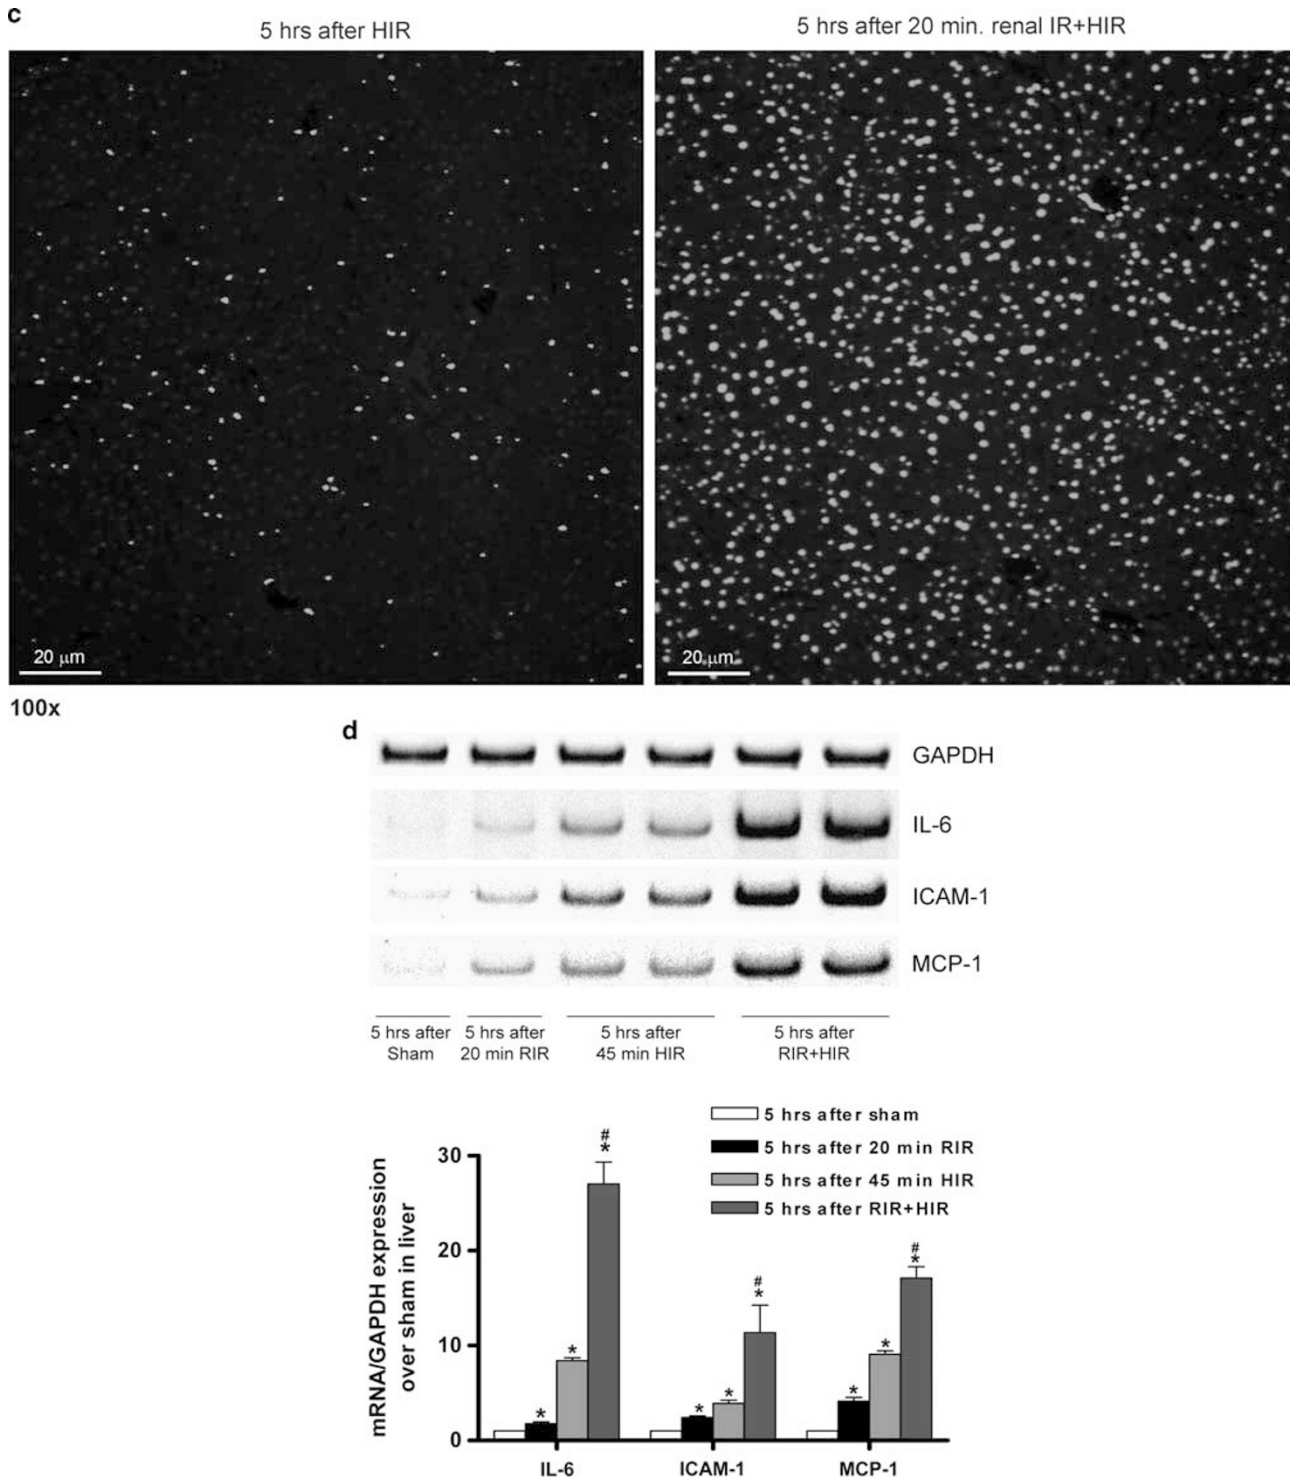 c
5 hrs after HIR
5 hrs after 20 min. renal IR+HIR
20 µm
20 µm
100x
d
GAPDH
IL-6
ICAM-1
MCP-1
5 hrs after
Sham
5 hrs after
20 min RIR
5 hrs after
45 min HIR
5 hrs after
RIR+HIR
5 hrs after sham
5 hrs after 20 min RIR
5 hrs after 45 min HIR
5 hrs after RIR+HIR
mRNA/GAPDH expression
over sham in liver
30
20
10
0
*
*
#
*
*
*
#
*
*
*
#
*
IL-6
ICAM-1
MCP-1